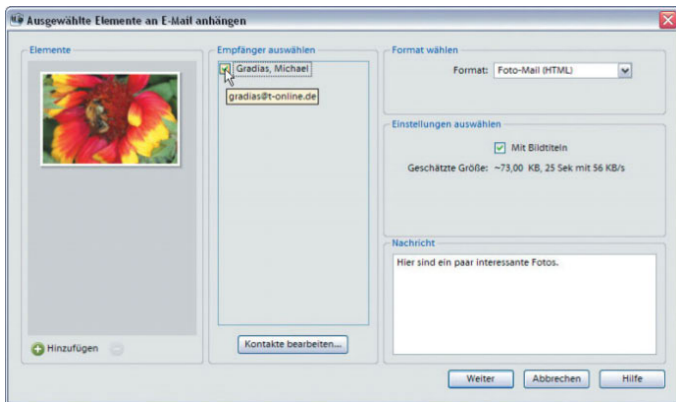 Ausgewählte Elemente an E-Mail anhängen
Elemente
Hinzufügen
Empfänger auswählen
Gradias, Michael
gradias@t-online.de
Kontakte bearbeiten...
Format wählen
Format: Foto-Mail (HTML)
Einstellungen auswählen
Mit Bildtiteln
Geschätzte Größe: ~73,00 KB, 25 Sek mit 56 KB/s
Nachricht
Hier sind ein paar interessante Fotos.
Weiter Abbrechen Hilfe